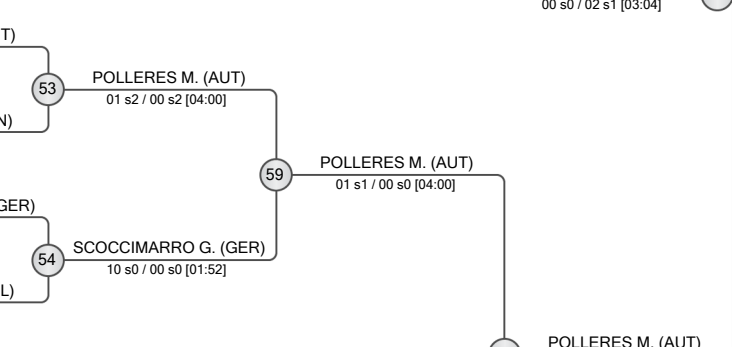 00 s0 / 02 s1 [03:04]
T)
53
POLLERES M. (AUT)
01 s2 / 00 s2 [04:00]
N)
59
POLLERES M. (AUT)
01 s1 / 00 s0 [04:00]
GER)
54
SCOCCIMARRO G. (GER)
10 s0 / 00 s0 [01:52]
L)
POLLERES M. (AUT)